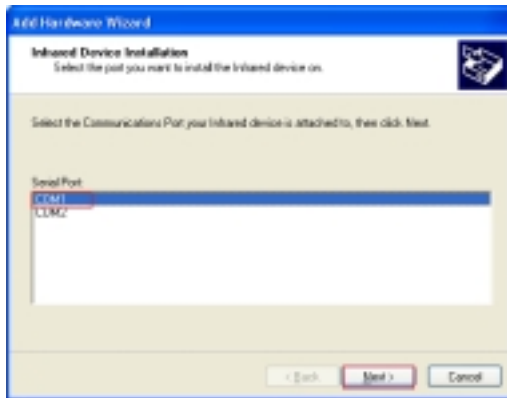 Add Hardware Wizard
Infrared Device Installation
Select the port you want to install the Infrared device on.
Select the Communications Port your Infrared device is attached to, then click Next.
Serial Port
COM1
COM2
< Back
Next >
Cancel